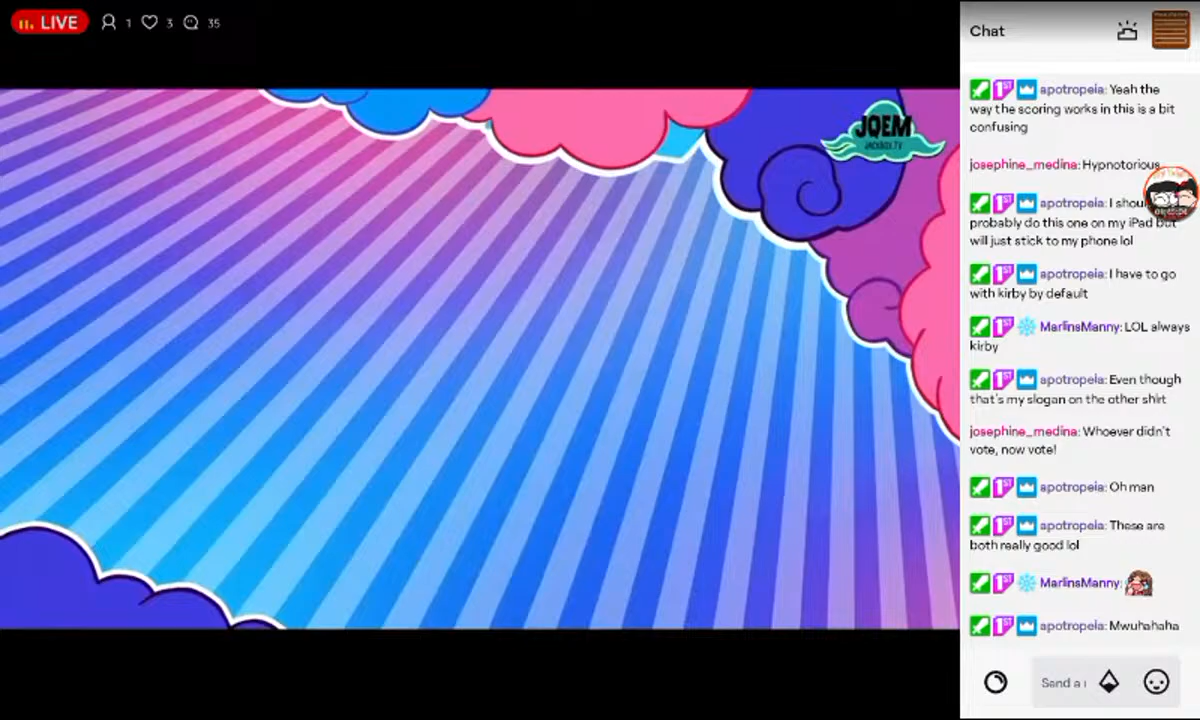 LIVE 1 3 35
Chat
JQEM
JACKBOX.TV
apotropeia: Yeah the
way the scoring works in this is a bit
confusing
josephine_medina: Hypnotorious
apotropeia: I shou
probably do this one on my iPad but
will just stick to my phone lol
apotropeia: I have to go
with kirby by default
MarlinsManny: LOL always
kirby
apotropeia: Even though
that's my slogan on the other shirt
josephine_medina: Whoever didn't
vote, now vote!
apotropeia: Oh man
apotropeia: These are
both really good lol
MarlinsManny:
apotropeia: Mwuhahaha
Send a